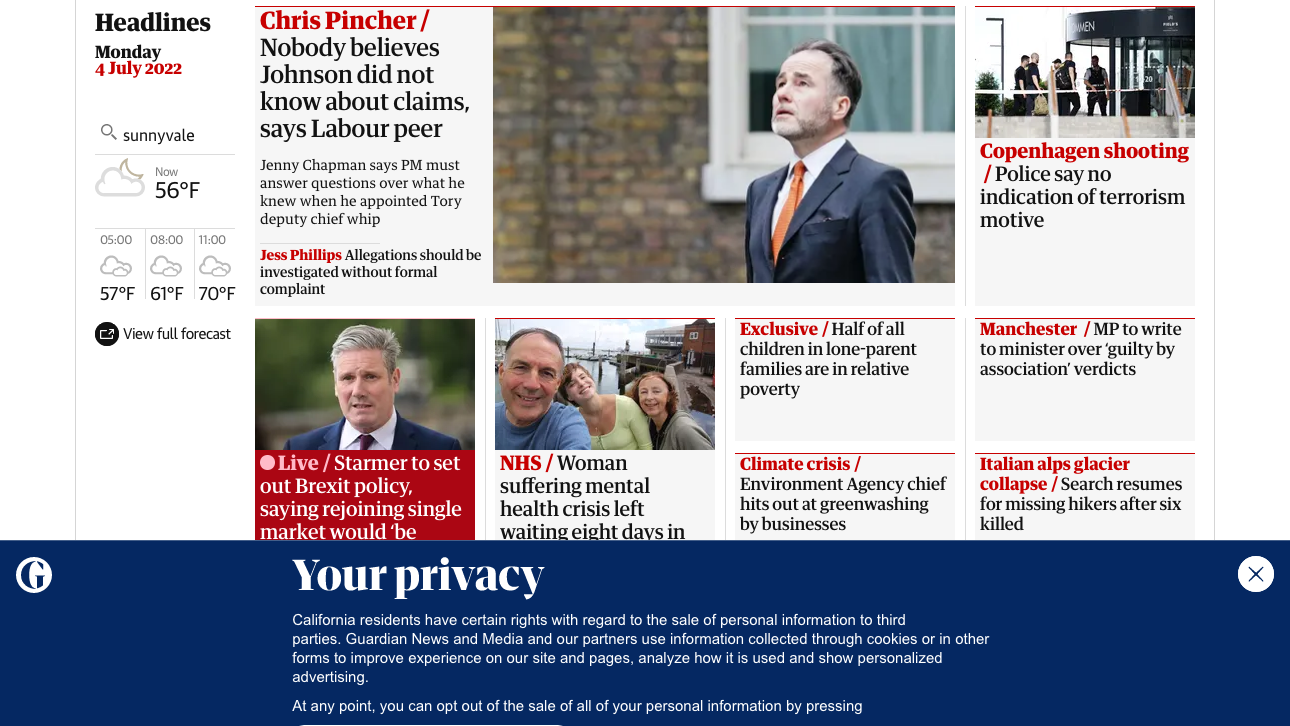 Headlines
Monday
4 July 2022
sunnyvale
Now
56°F
05:00
57°F
08:00
61°F
11:00
70°F
View full forecast
Chris Pincher /
Nobody believes
Johnson did not
know about claims,
says Labour peer
Jenny Chapman says PM must
answer questions over what he
knew when he appointed Tory
deputy chief whip
Jess Phillips Allegations should be
investigated without formal
complaint
Copenhagen shooting
/ Police say no
indication of terrorism
motive
Live / Starmer to set
out Brexit policy,
saying rejoining single
market would ‘be
NHS / Woman
suffering mental
health crisis left
waiting eight days in
Exclusive / Half of all
children in lone-parent
families are in relative
poverty
Manchester / MP to write
to minister over ‘guilty by
association’ verdicts
Climate crisis /
Environment Agency chief
hits out at greenwashing
by businesses
Italian alps glacier
collapse / Search resumes
for missing hikers after six
killed
Your privacy
California residents have certain rights with regard to the sale of personal information to third
parties. Guardian News and Media and our partners use information collected through cookies or in other
forms to improve experience on our site and pages, analyze how it is used and show personalized
advertising.
At any point, you can opt out of the sale of all of your personal information by pressing